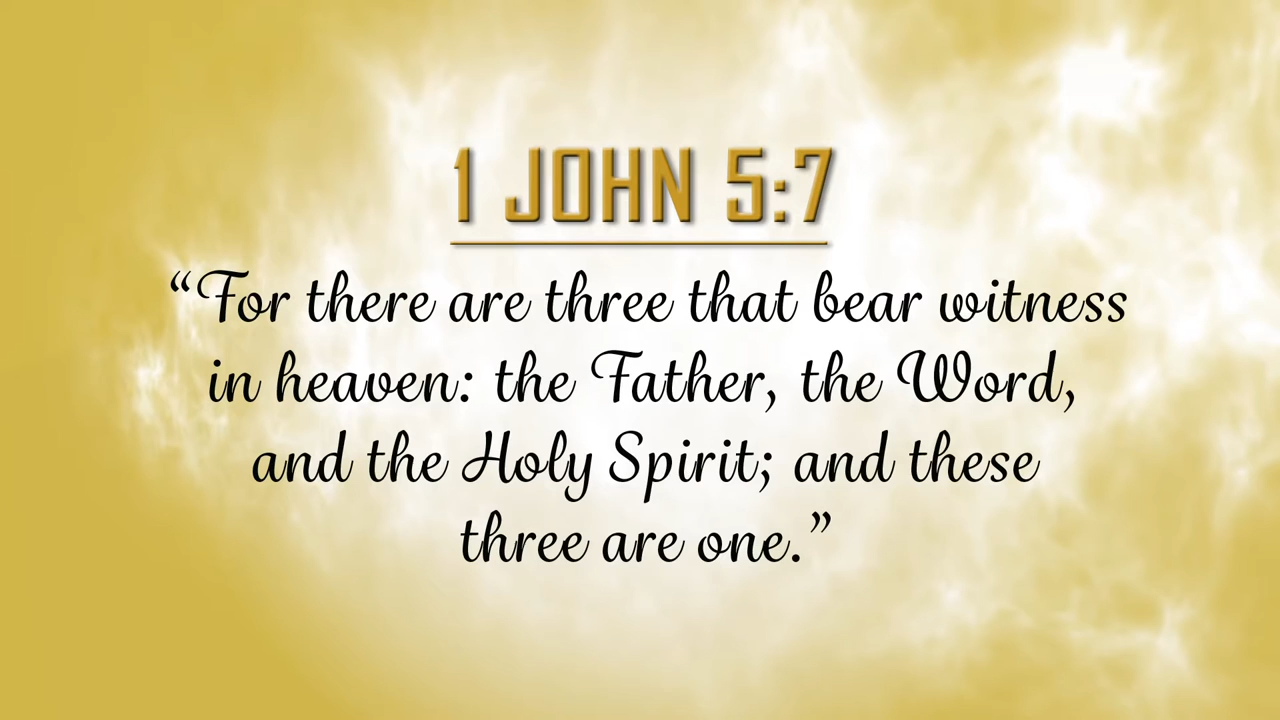 1 JOHN 5:7
“For there are three that bear witness
in heaven: the Father, the Word,
and the Holy Spirit; and these
three are one.”